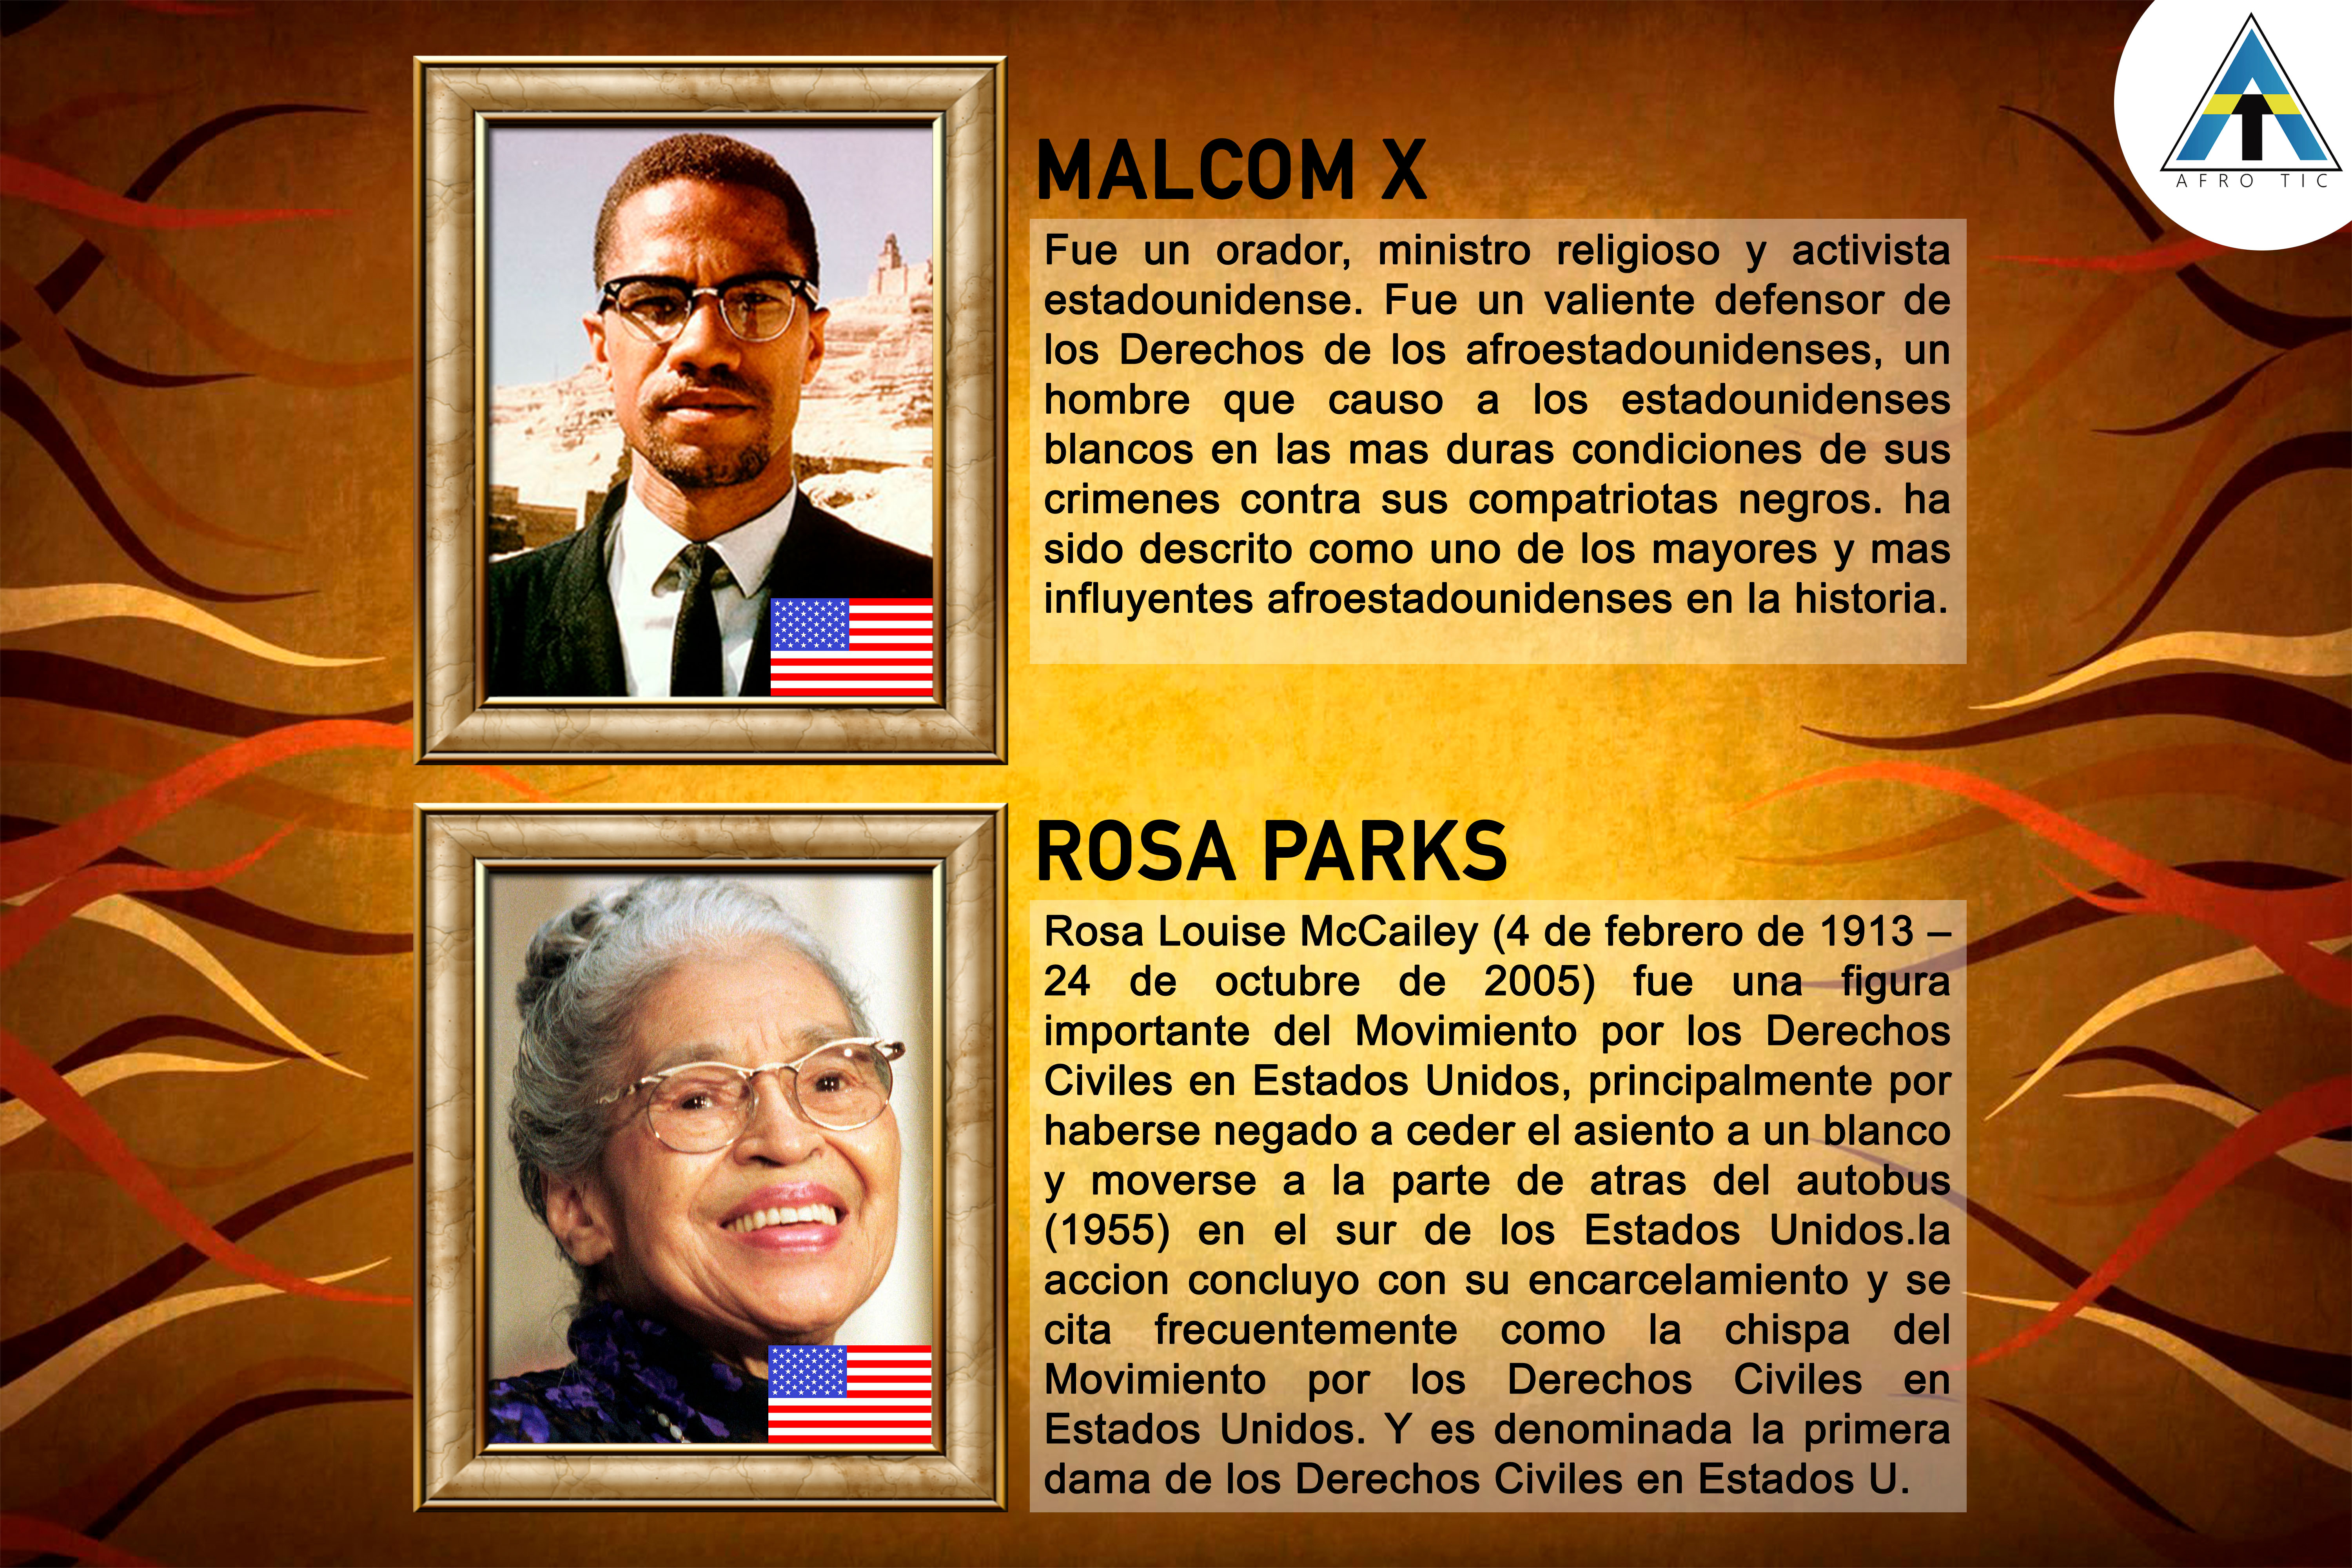 AFRO TIC
MALCOM X
Fue un orador, ministro religioso y activista
estadounidense. Fue un valiente defensor de
los Derechos de los afroestadounidenses, un
hombre que causo a los estadounidenses
blancos en las mas duras condiciones de sus
crimenes contra sus compatriotas negros. ha
sido descrito como uno de los mayores y mas
influyentes afroestadounidenses en la historia.
ROSA PARKS
Rosa Louise McCailey (4 de febrero de 1913 –
24 de octubre de 2005) fue una figura
importante del Movimiento por los Derechos
Civiles en Estados Unidos, principalmente por
haberse negado a ceder el asiento a un blanco
y moverse a la parte de atras del autobus
(1955) en el sur de los Estados Unidos.la
accion concluyo con su encarcelamiento y se
cita frecuentemente como la chispa del
Movimiento por los Derechos Civiles en
Estados Unidos. Y es denominada la primera
dama de los Derechos Civiles en Estados U.